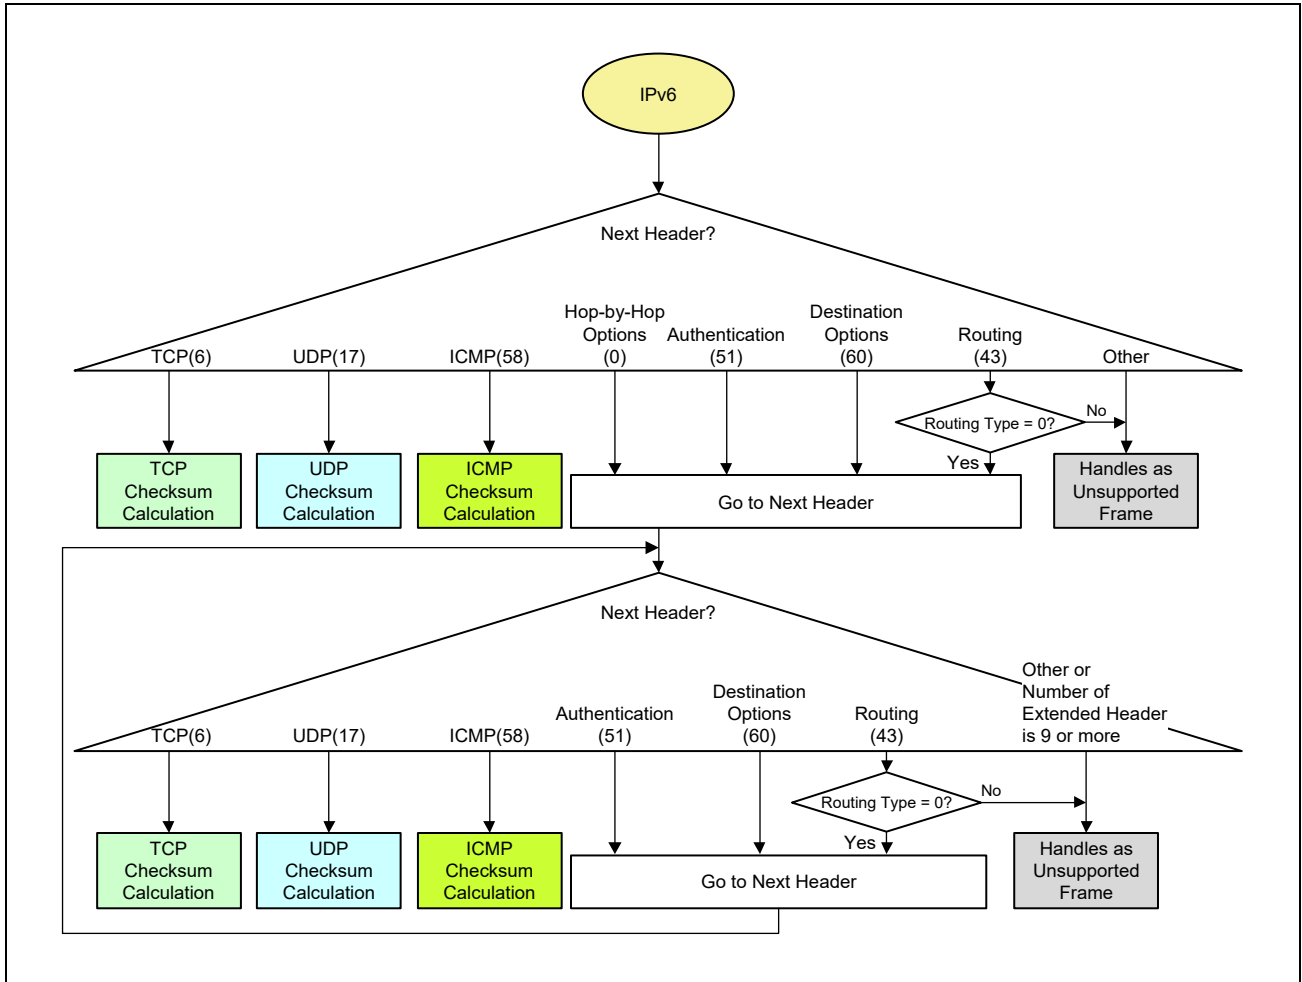 IPv6
Next Header?
TCP(6)
UDP(17)
ICMP(58)
Hop-by-Hop
Options
(0)
Authentication
(51)
Destination
Options
(60)
Routing
(43)
Other
Routing Type = 0?
No
Yes
TCP
Checksum
Calculation
UDP
Checksum
Calculation
ICMP
Checksum
Calculation
Go to Next Header
Handles as
Unsupported
Frame
Next Header?
TCP(6)
UDP(17)
ICMP(58)
Authentication
(51)
Destination
Options
(60)
Routing
(43)
Other or
Number of
Extended Header
is 9 or more
Routing Type = 0?
No
Yes
TCP
Checksum
Calculation
UDP
Checksum
Calculation
ICMP
Checksum
Calculation
Go to Next Header
Handles as
Unsupported
Frame